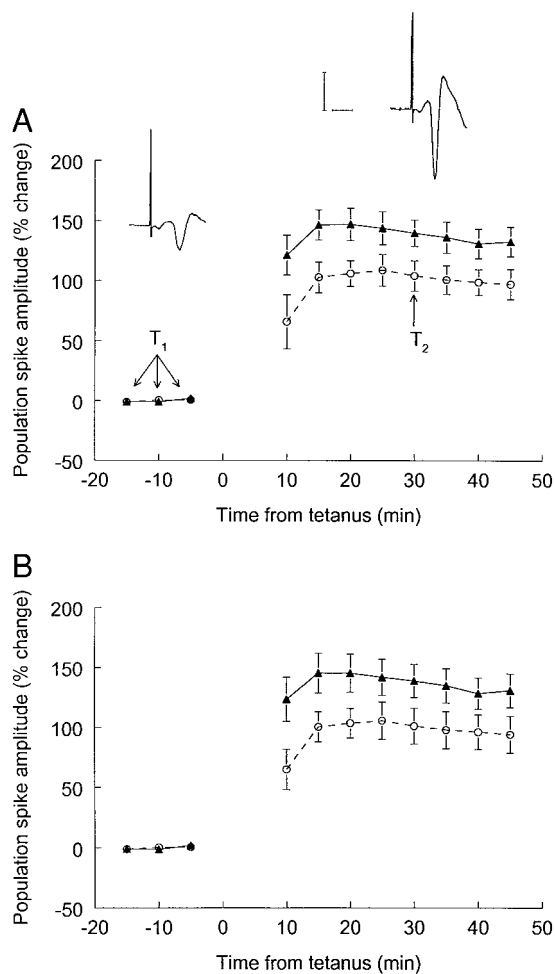 A
Population spike amplitude (% change)
200
150
100
50
0
-50
T1
T2
-20 -10 0 10 20 30 40 50
Time from tetanus (min)
B
Population spike amplitude (% change)
200
150
100
50
0
-50
-20 -10 0 10 20 30 40 50
Time from tetanus (min)